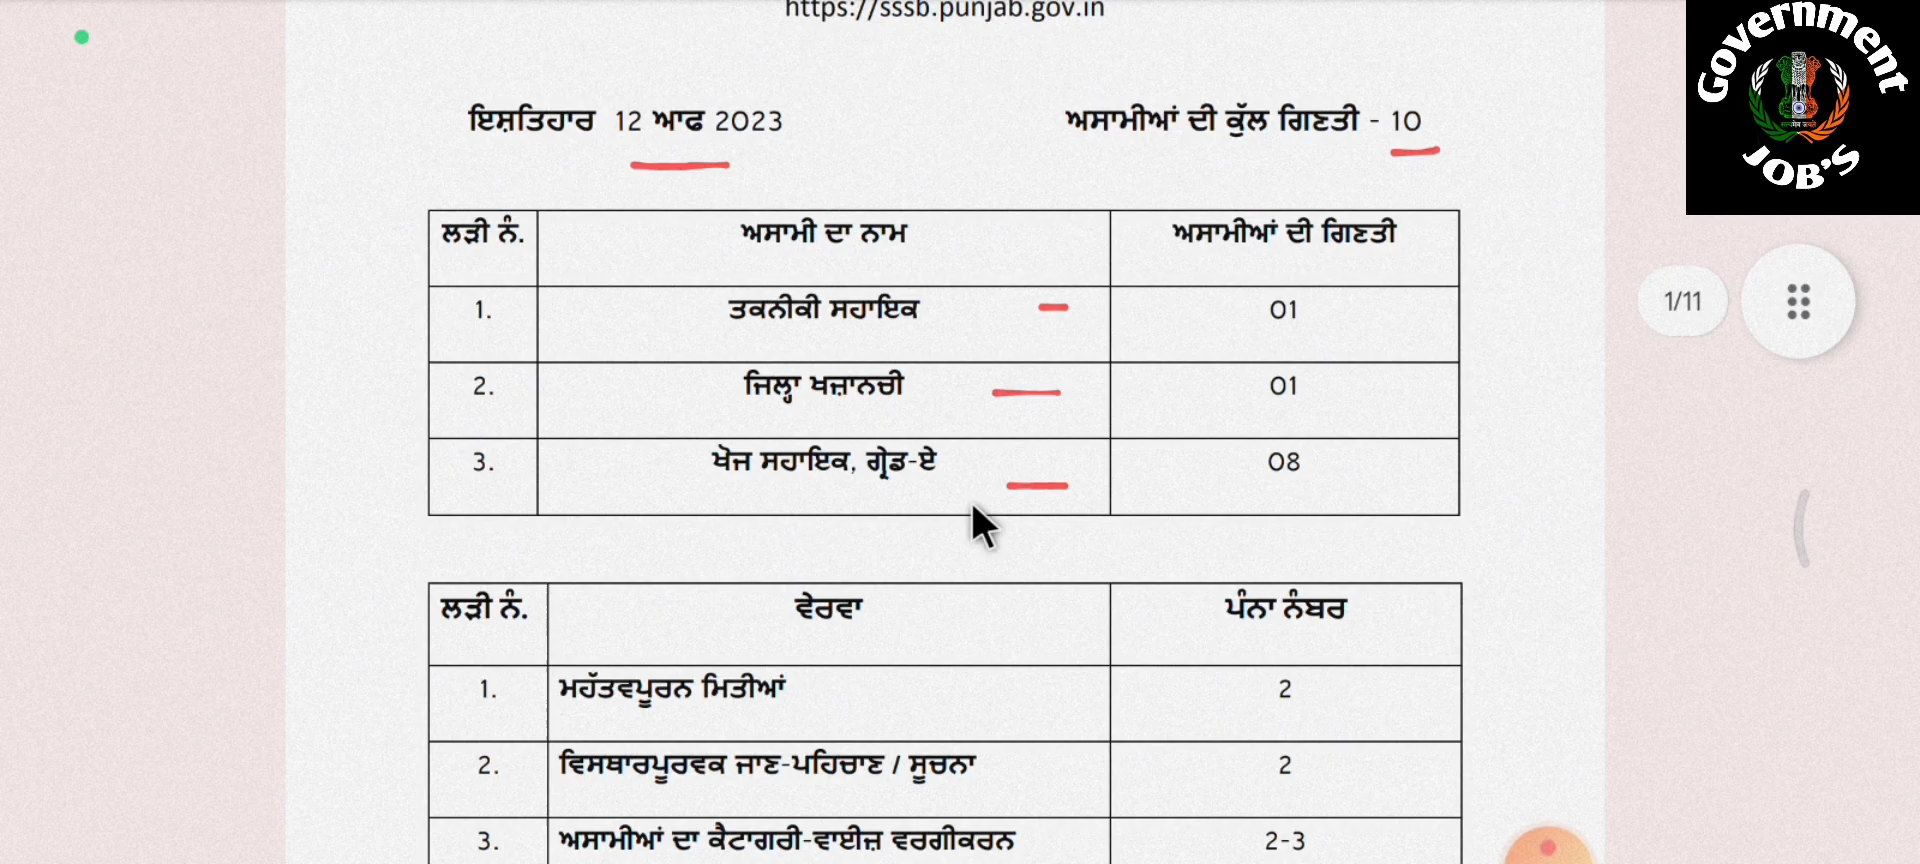 https://sssb.punjab.gov.in
Government
JOB'S
ਇਸ਼ਤਿਹਾਰ 12 ਆਫ 2023 ਅਸਾਮੀਆਂ ਦੀ ਕੁੱਲ ਗਿਣਤੀ - 10
ਲੜੀ ਨੰ. ਅਸਾਮੀ ਦਾ ਨਾਮ ਅਸਾਮੀਆਂ ਦੀ ਗਿਣਤੀ
1. ਤਕਨੀਕੀ ਸਹਾਇਕ 01
1/11
2. ਜਿਲ੍ਹਾ ਖਜ਼ਾਨਚੀ 01
3. ਖੋਜ ਸਹਾਇਕ, ਗ੍ਰੇਡ-ਏ 08
ਲੜੀ ਨੰ. ਵੇਰਵਾ ਪੰਨਾ ਨੰਬਰ
1. ਮਹੱਤਵਪੂਰਨ ਮਿਤੀਆਂ 2
2. ਵਿਸਥਾਰਪੂਰਵਕ ਜਾਣ-ਪਹਿਚਾਣ / ਸੂਚਨਾ 2
3. ਅਸਾਮੀਆਂ ਦਾ ਕੈਟਾਗਰੀ-ਵਾਈਜ਼ ਵਰਗੀਕਰਨ 2-3